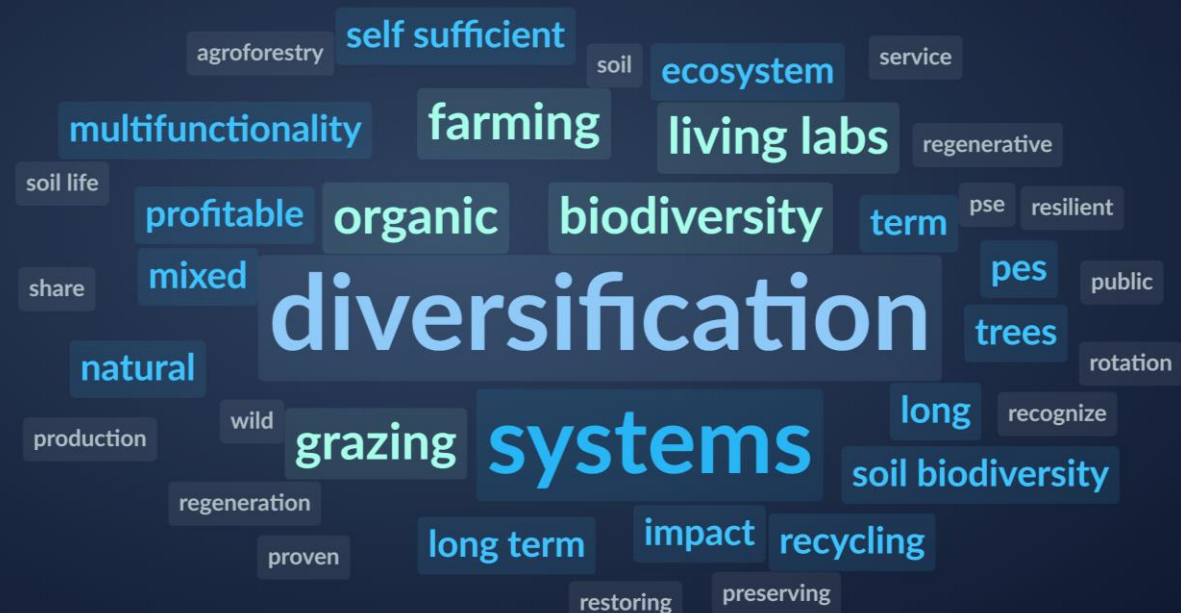 self sufficient
agroforestry
soil
service
ecosystem
multifunctionality
farming
living labs
regenerative
soil life
profitable
organic
biodiversity
term
pse
resilient
share
mixed
diversification
pes
public
trees
natural
rotation
production
wild
grazing
systems
long
recognize
soil biodiversity
regeneration
proven
long term
impact
recycling
restoring
preserving